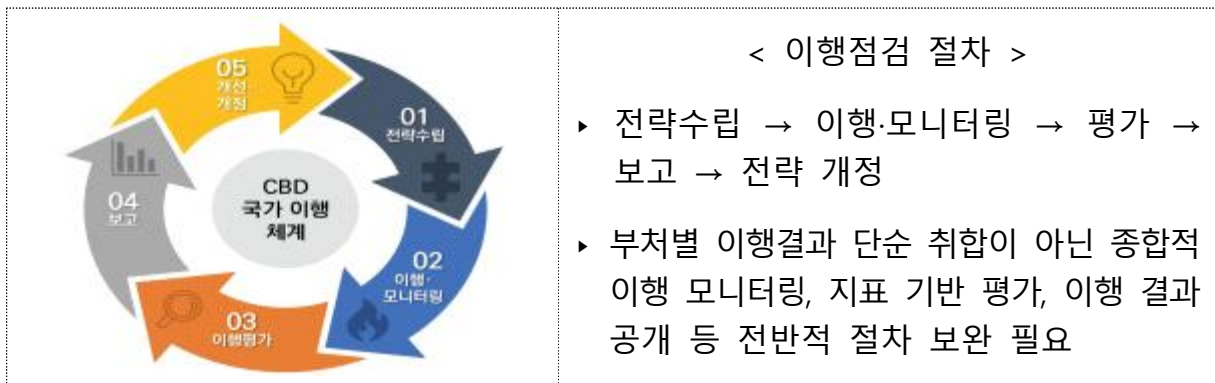 05
개선·
개정
01
전략수립
CBD
국가 이행
체계
04
보고
02
이행·
모니터링
03
이행평가
< 이행점검 절차 >
▸ 전략수립 → 이행·모니터링 → 평가 →
보고 → 전략 개정
▸ 부처별 이행결과 단순 취합이 아닌 종합적
이행 모니터링, 지표 기반 평가, 이행 결과
공개 등 전반적 절차 보완 필요